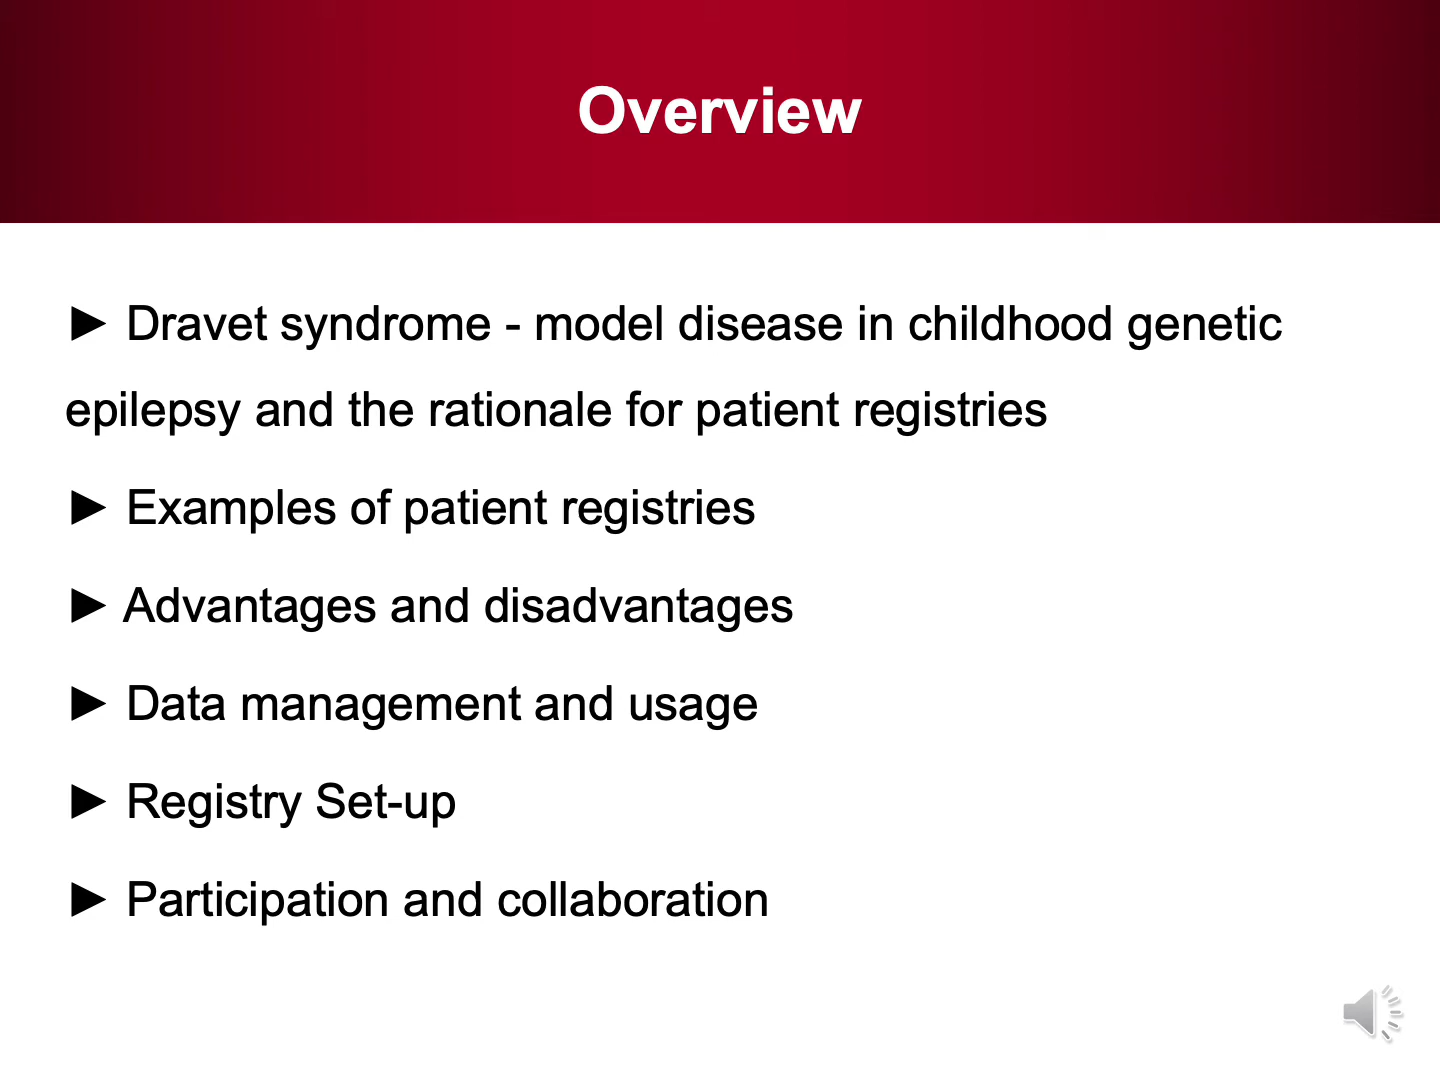 Overview
► Dravet syndrome - model disease in childhood genetic
epilepsy and the rationale for patient registries
► Examples of patient registries
► Advantages and disadvantages
► Data management and usage
► Registry Set-up
► Participation and collaboration